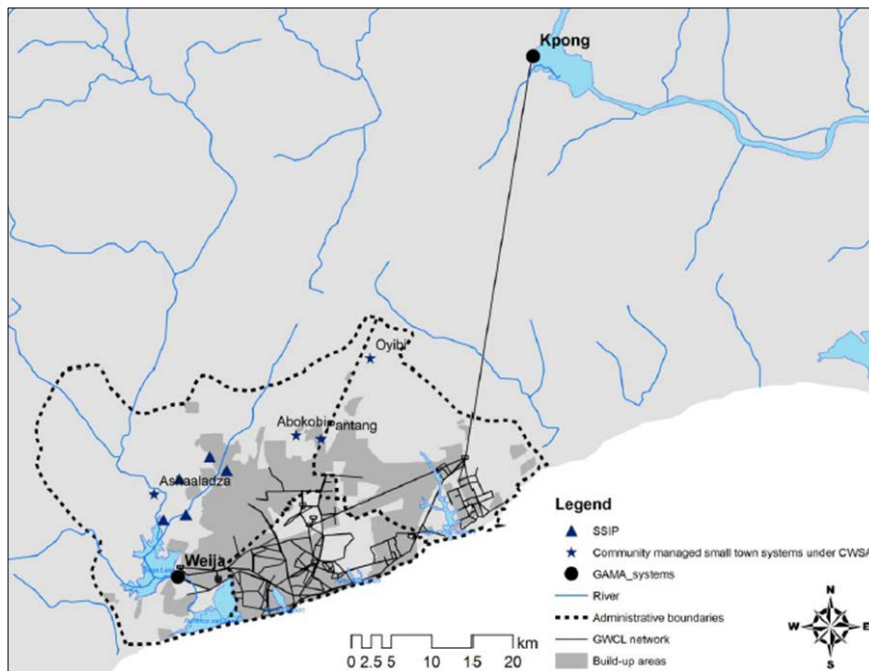 Kpong
Oyibi
Abokobi
Pantang
Weija
Legend
SSIP
Community managed small town systems under CWSA
GAMA_systems
River
Administrative boundaries
GWCL network
Build-up areas
N
W E
S
km
0 2.5 5 10 15 20